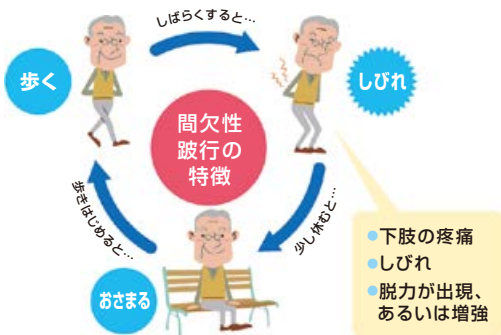 しばらくすると…
歩く
しびれ
間欠性
跛行の
特徴
歩きはじめると…
少し休むと…
おさまる
●下肢の疼痛
●しびれ
●脱力が出現、
あるいは増強